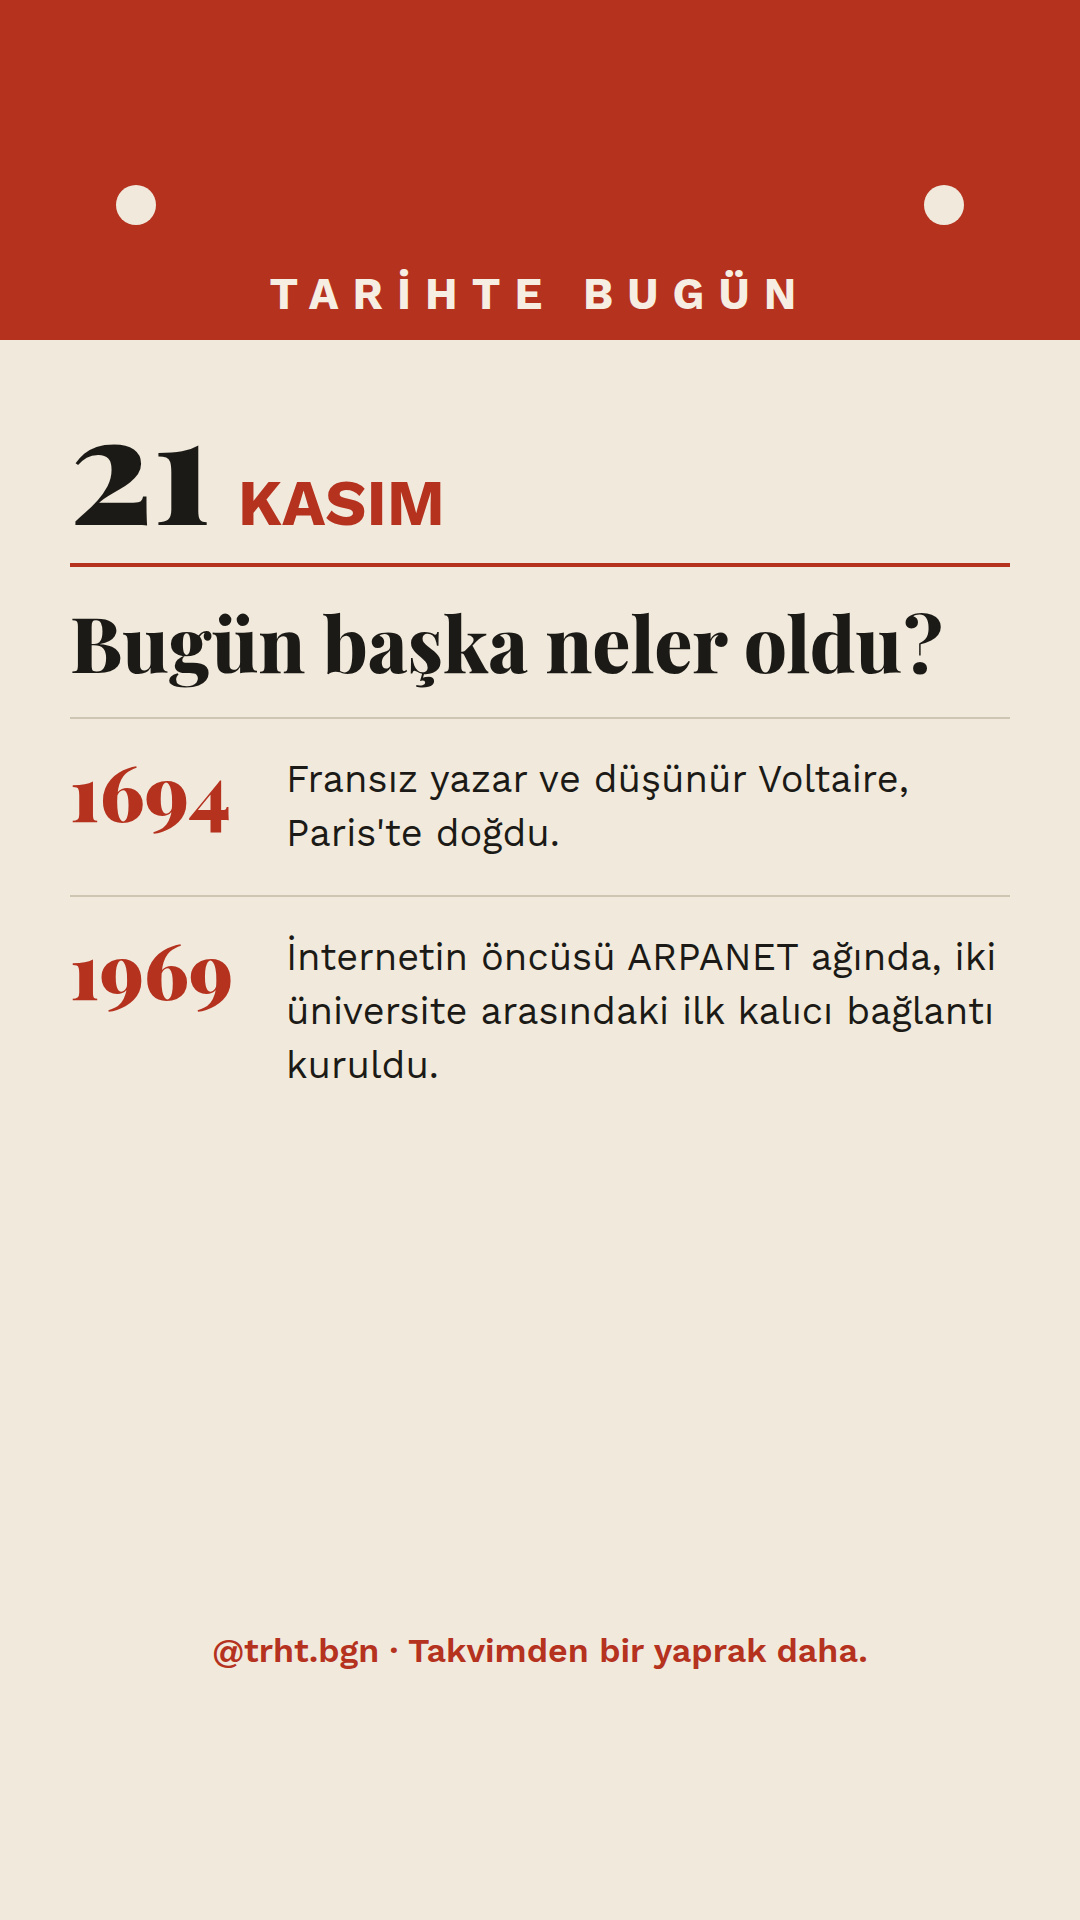 TARİHTE BUGÜN
21 KASIM
Bugün başka neler oldu?
1694 Fransız yazar ve düşünür Voltaire,
Paris'te doğdu.
1969 İnternetin öncüsü ARPANET ağında, iki
üniversite arasındaki ilk kalıcı bağlantı
kuruldu.
@trht.bgn · Takvimden bir yaprak daha.